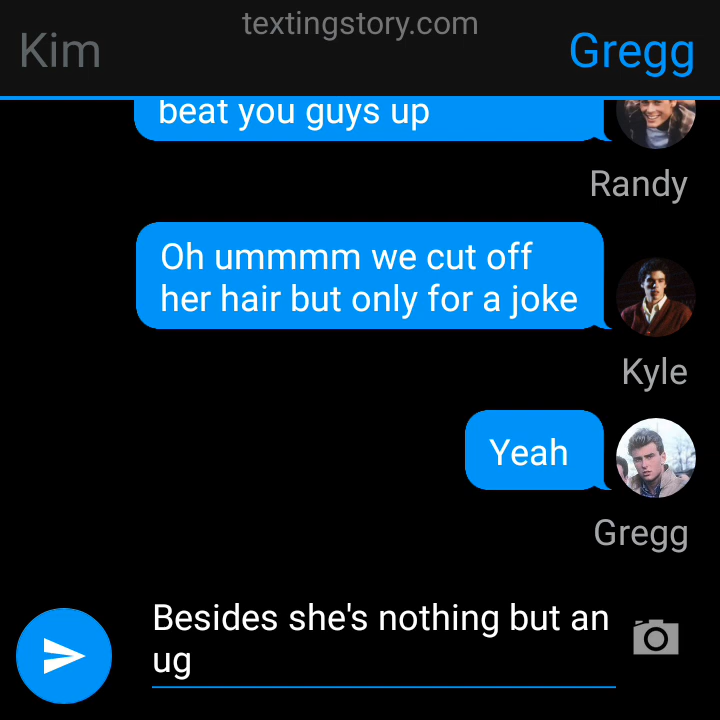 textingstory.com
Kim
Gregg
beat you guys up
Randy
Oh ummmm we cut off
her hair but only for a joke
Kyle
Yeah
Gregg
Besides she's nothing but an
ug